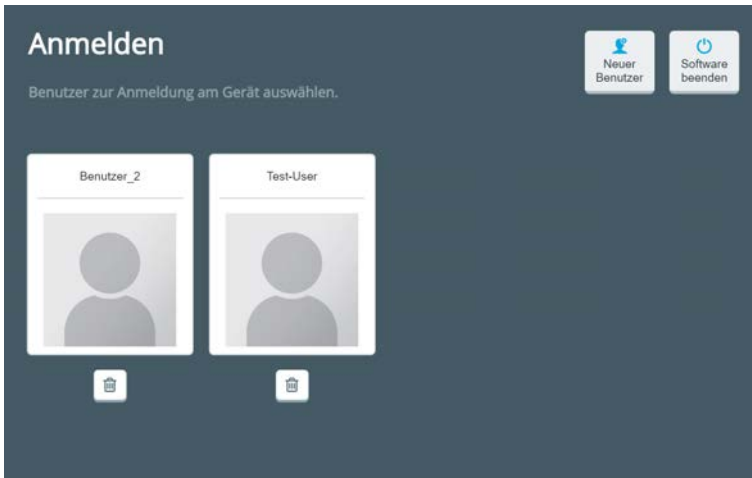 Anmelden
Neuer
Benutzer
Software
beenden
Benutzer zur Anmeldung am Gerät auswählen.
Benutzer_2
Test-User